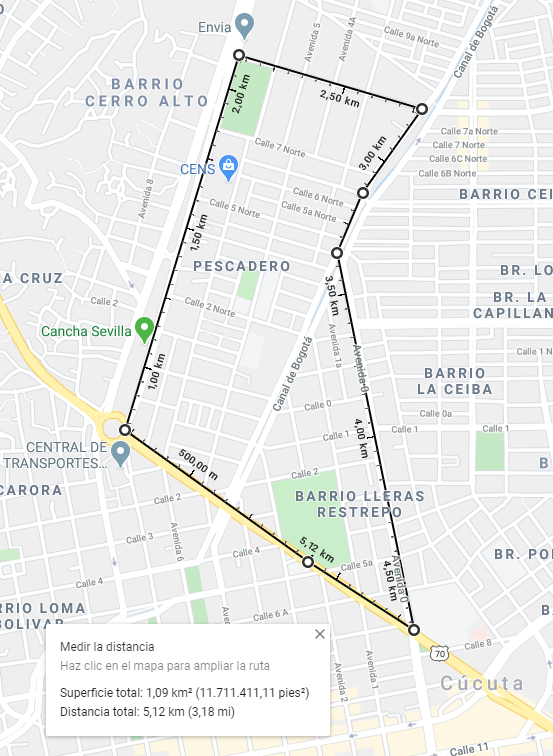 Envia
Avenida 5
Avenida 4A
Calle 9a Norte
Canal de Bogotá
BARRIO
CERRO ALTO
2,00 km
2,50 km
3,00 km
Calle 7a Norte
Calle 7 Norte
Calle 6C Norte
Calle 6B Norte
Calle 7 Norte
CENS
Avenida 8
Calle 6 Norte
Calle 5 Norte
Calle 5a Norte
BARRIO CEI
1,50 km
PESCADERO
A CRUZ
BR. LO
3,50 km
BR. LA
CAPILLAN
Calle 2
Calle 2 Norte
Cancha Sevilla
Avenida 1a
Avenida 0
Canal de Bogotá
Calle 1 N
1,00 km
BARRIO
LA CEIBA
Calle 0
Calle 0a
4,00 km
Calle 1
Calle 1
CENTRAL DE
TRANSPORTES...
500,00 m
B
CARORA
Calle 2
Calle 2
BARRIO LLERAS
RESTREPO
Calle 3
Avenida 6
5,12 km
Calle 4
BR. POI
Calle 5a
Calle 4
4,50 km
Avenida 0
RRIO LOMA
BOLIVAR
Calle 6 A
B.
70
Calle 8
Cúcuta
Avenida 2
Avenida 1
Calle 11
Medir la distancia
Haz clic en el mapa para ampliar la ruta
Superficie total: 1,09 km² (11.711.411,11 pies²)
Distancia total: 5,12 km (3,18 mi)